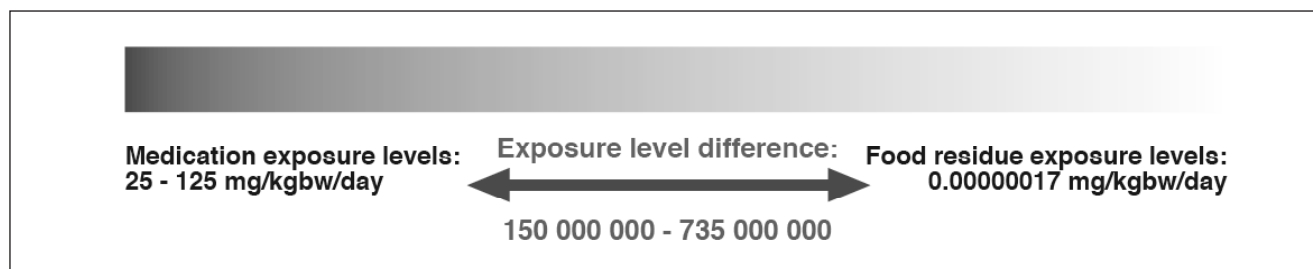 Medication exposure levels:
25 - 125 mg/kgbw/day
Exposure level difference:
150 000 000 - 735 000 000
Food residue exposure levels:
0.00000017 mg/kgbw/day